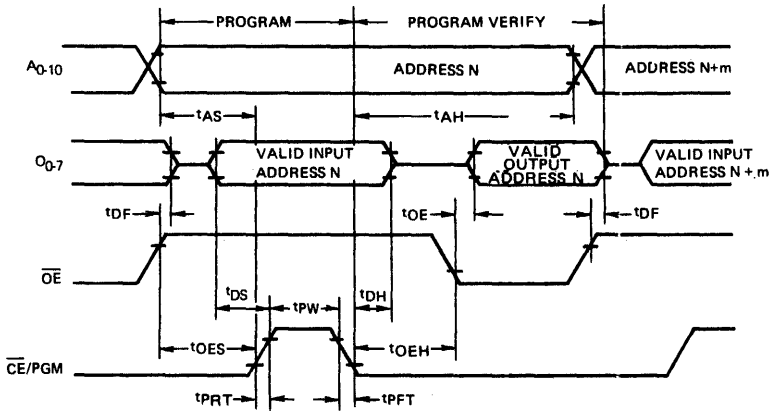 PROGRAM
PROGRAM VERIFY
A0-10
ADDRESS N
ADDRESS N+m
tAS
tAH
O0-7
VALID INPUT
ADDRESS N
VALID
OUTPUT
ADDRESS N
VALID INPUT
ADDRESS N + m
tDF
tOE
tDF
OE
tDS
tPW
tDH
tOES
tOEH
CE/PGM
tPRT
tPFT